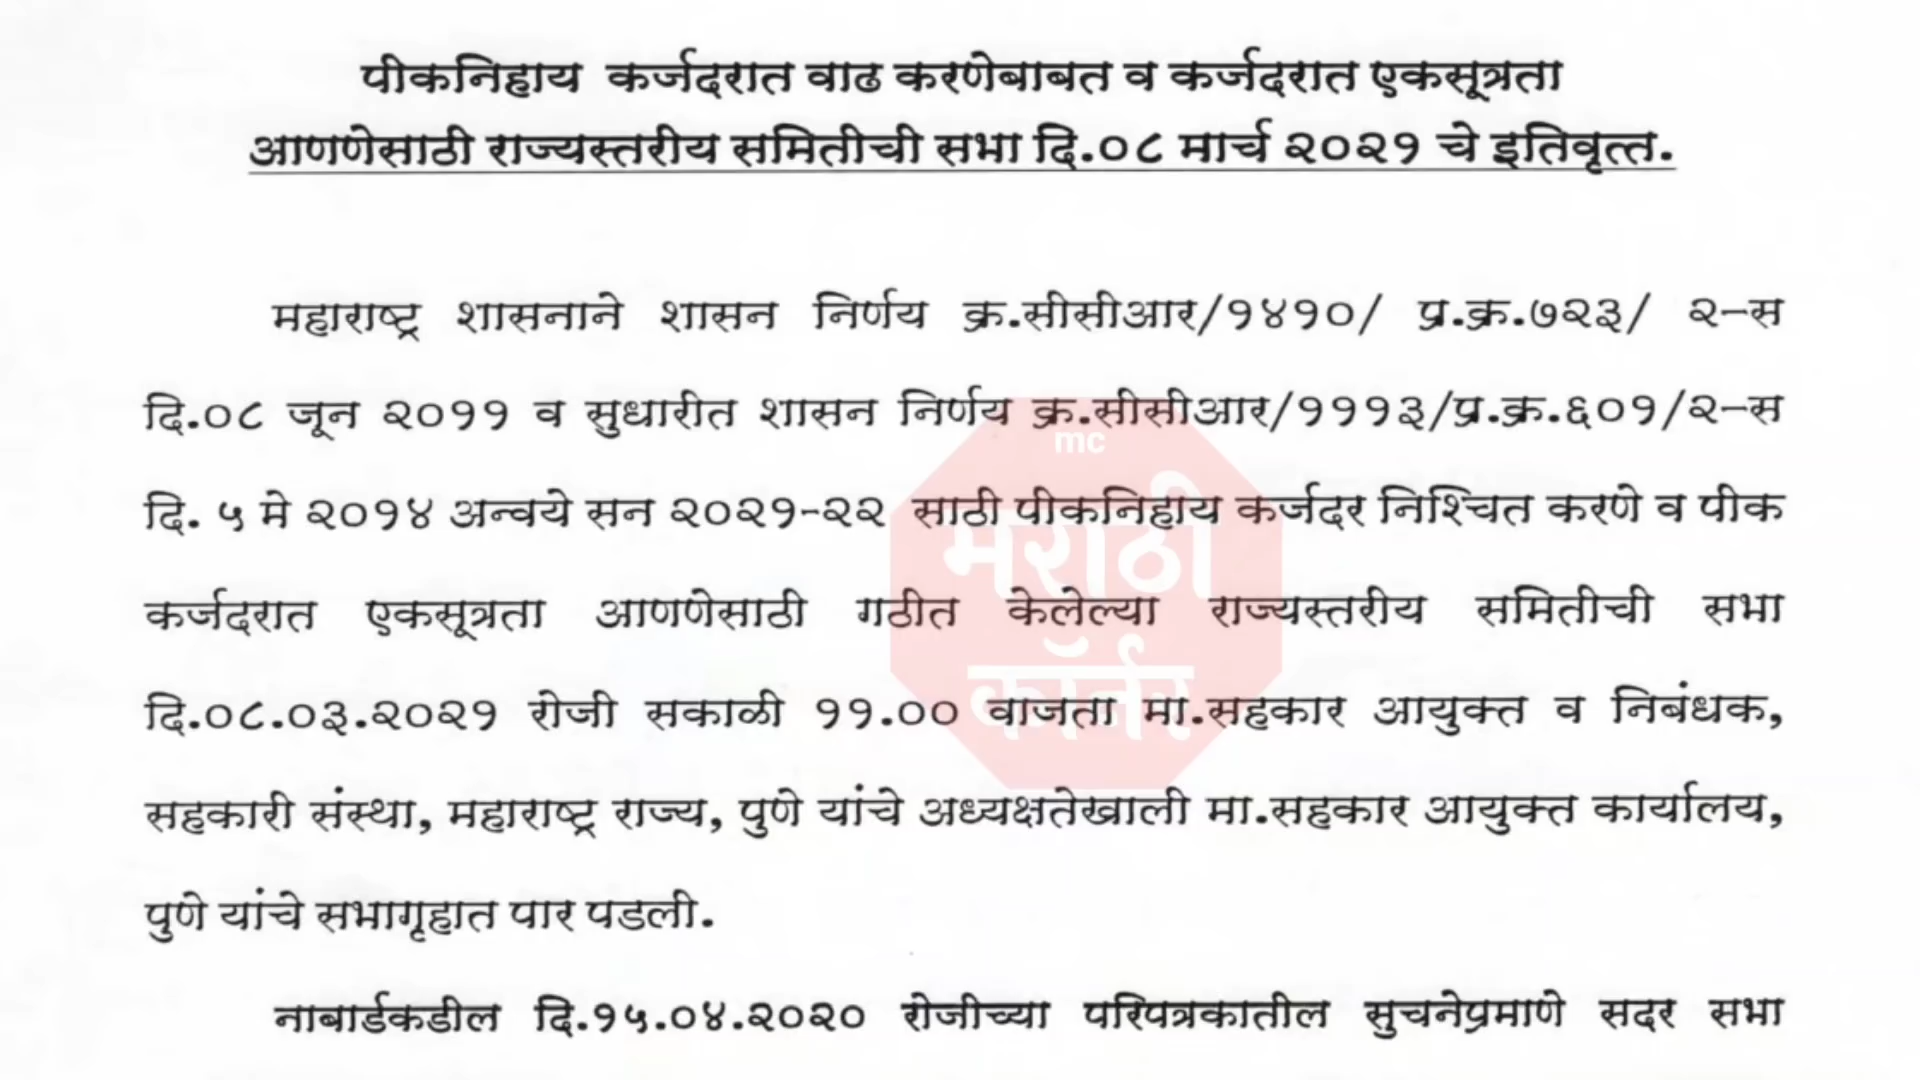 पीकनिहाय कर्जदरात वाढ करणेबाबत व कर्जदरात एकसूत्रता
आणणेसाठी राज्यस्तरीय समितीची सभा दि.०८ मार्च २०२१ चे इतिवृत्त.
महाराष्ट्र शासनाने शासन निर्णय क्र.सीसीआर/१४१०/ प्र.क्र.७२३/ २-स
दि.०८ जून २०११ व सुधारीत शासन निर्णय क्र.सीसीआर/१११३/प्र.क्र.६०१/२-स
mc
दि. ५ मे २०१४ अन्वये सन २०२१-२२ साठी पीकनिहाय कर्जदर निश्चित करणे व पीक
मराठी
कर्जदरात एकसूत्रता आणणेसाठी गठीत केलेल्या राज्यस्तरीय समितीची सभा
कॉर्नर
दि.०८.०३.२०२१ रोजी सकाळी ११.०० वाजता मा.सहकार आयुक्त व निबंधक,
सहकारी संस्था, महाराष्ट्र राज्य, पुणे यांचे अध्यक्षतेखाली मा.सहकार आयुक्त कार्यालय,
पुणे यांचे सभागृहात पार पडली.
नाबार्डकडील दि.१५.०४.२०२० रोजीच्या परिपत्रकातील सुचनेप्रमाणे सदर सभा